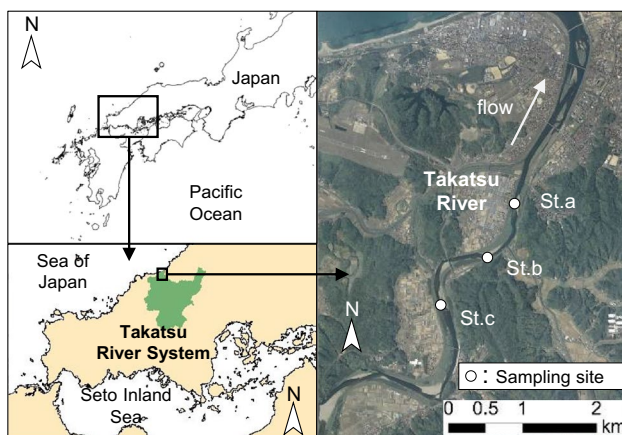 N
Japan
Pacific
Ocean
Sea of
Japan
Takatsu
River System
Seto Inland
Sea
N
flow
Takatsu
River
St.a
St.b
St.c
N
○ : Sampling site
0 0.5 1 2
km